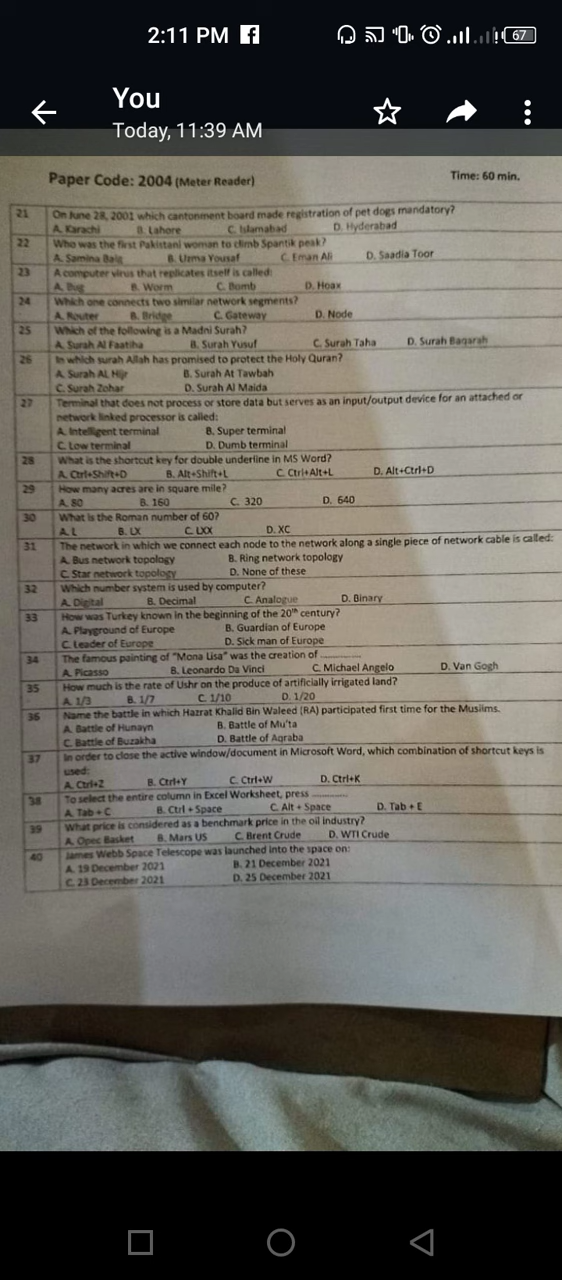 2:11 PM
67
You
Today, 11:39 AM
Paper Code: 2004 (Meter Reader) Time: 60 min.
21 On June 28, 2001 which cantonment board made registration of pet dogs mandatory?
A. Karachi B. Lahore C. Islamabad D. Hyderabad
22 Who was the first Pakistani woman to climb Spantik peak?
A. Samina Baig B. Uzma Yousaf C. Eman Ali D. Saadia Toor
23 A computer virus that replicates itself is called:
A. Bug B. Worm C. Bomb D. Hoax
24 Which one connects two similar network segments?
A. Router B. Bridge C. Gateway D. Node
25 Which of the following is a Madni Surah?
A. Surah Al Faatiha B. Surah Yusuf C. Surah Taha D. Surah Baqarah
26 In which surah Allah has promised to protect the Holy Quran?
A. Surah AL Hijr B. Surah At Tawbah
C. Surah Zohar D. Surah Al Maida
27 Terminal that does not process or store data but serves as an input/output device for an attached or
network linked processor is called:
A. Intelligent terminal B. Super terminal
C. Low terminal D. Dumb terminal
28 What is the shortcut key for double underline in MS Word?
A. Ctrl+Shift+D B. Alt+Shift+L C. Ctrl+Alt+L D. Alt+Ctrl+D
29 How many acres are in square mile?
A. 80 B. 160 C. 320 D. 640
30 What is the Roman number of 60?
A. L B. LX C. LXX D. XC
31 The network in which we connect each node to the network along a single piece of network cable is called:
A. Bus network topology B. Ring network topology
C. Star network topology D. None of these
32 Which number system is used by computer?
A. Digital B. Decimal C. Analogue D. Binary
33 How was Turkey known in the beginning of the 20th century?
A. Playground of Europe B. Guardian of Europe
C. Leader of Europe D. Sick man of Europe
34 The famous painting of "Mona Lisa" was the creation of ............
A. Picasso B. Leonardo Da Vinci C. Michael Angelo D. Van Gogh
35 How much is the rate of Ushr on the produce of artificially irrigated land?
A. 1/3 B. 1/7 C. 1/10 D. 1/20
36 Name the battle in which Hazrat Khalid Bin Waleed (RA) participated first time for the Muslims.
A. Battle of Hunayn B. Battle of Mu'ta
C. Battle of Buzakha D. Battle of Aqraba
37 In order to close the active window/document in Microsoft Word, which combination of shortcut keys is
used:
A. Ctrl+Z B. Ctrl+Y C. Ctrl+W D. Ctrl+K
38 To select the entire column in Excel Worksheet, press ............
A. Tab + C B. Ctrl + Space C. Alt + Space D. Tab + E
39 What price is considered as a benchmark price in the oil industry?
A. Opec Basket B. Mars US C. Brent Crude D. WTI Crude
40 James Webb Space Telescope was launched into the space on:
A. 19 December 2021 B. 21 December 2021
C. 23 December 2021 D. 25 December 2021